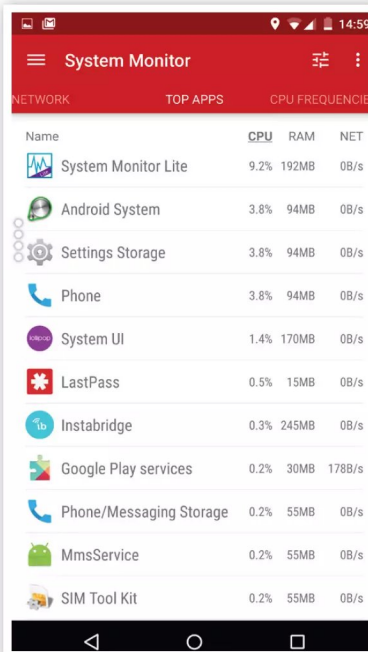 14:59
System Monitor
NETWORK TOP APPS CPU FREQUENCIE
Name CPU RAM NET
System Monitor Lite 9.2% 192MB 0B/s
Android System 3.8% 94MB 0B/s
Settings Storage 3.8% 94MB 0B/s
Phone 3.8% 94MB 0B/s
lollipop System UI 1.4% 170MB 0B/s
LastPass 0.5% 15MB 0B/s
ib Instabridge 0.3% 245MB 0B/s
Google Play services 0.2% 30MB 178B/s
Phone/Messaging Storage 0.2% 55MB 0B/s
MmsService 0.2% 55MB 0B/s
SIM Tool Kit 0.2% 55MB 0B/s